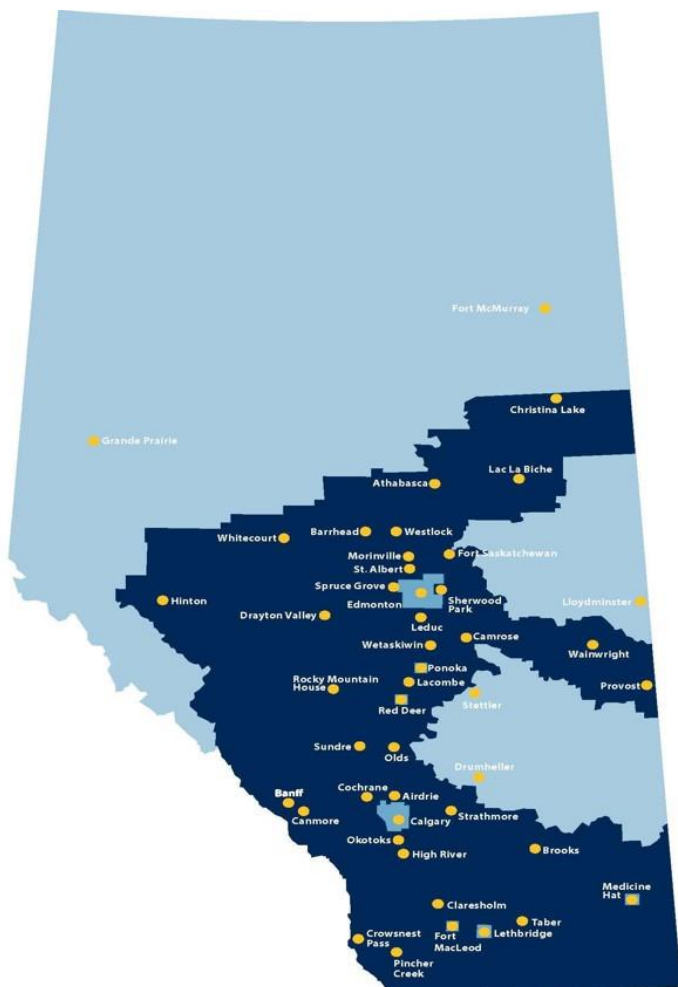 Fort McMurray
Christina Lake
Grande Prairie
Lac La Biche
Athabasca
Barrhead
Westlock
Whitecourt
Morinville
Fort Saskatchewan
St. Albert
Spruce Grove
Edmonton
Sherwood
Park
Hinton
Lloydminster
Drayton Valley
Leduc
Camrose
Wetaskiwin
Wainwright
Ponoka
Rocky Mountain
House
Lacombe
Provost
Stettler
Red Deer
Sundre
Olds
Drumheller
Banff
Cochrane
Airdrie
Canmore
Calgary
Strathmore
Okotoks
High River
Brooks
Medicine
Hat
Claresholm
Taber
Fort
MacLeod
Lethbridge
Crowsnest
Pass
Pincher
Creek